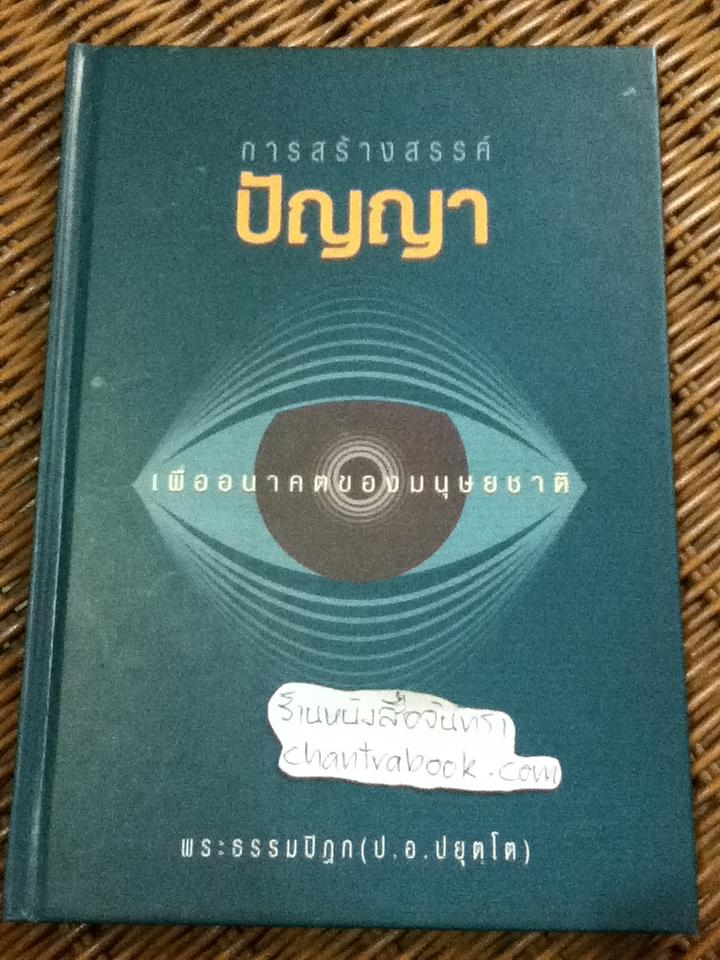 การสร้างสรรค์
ปัญญา
เพื่ออนาคตของมนุษยชาติ
ร้านหนังสือจันทรา
chantrabook.com
พระธรรมปิฎก(ป.อ.ปยุตฺโต)